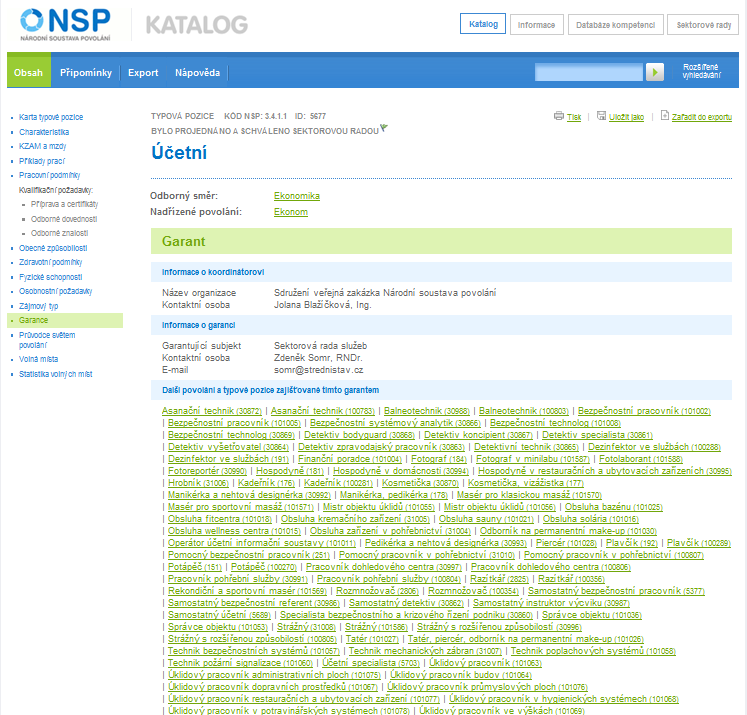 NSP
NÁRODNÍ SOUSTAVA POVOLÁNÍ
KATALOG
Katalog
Informace
Databáze kompetencí
Sektorové rady
Obsah
Připomínky
Export
Nápověda
Rozšířené
vyhledávání
Karta typové pozice
Charakteristika
KZAM a mzdy
Příklady prací
Pracovní podmínky
Kvalifikační požadavky:
Příprava a certifikáty
Odborné dovednosti
Odborné znalosti
Obecné způsobilosti
Zdravotní podmínky
Fyzické schopnosti
Osobnostní požadavky
Zájmový typ
Garance
Průvodce světem
povolání
Volná místa
Statistika volných míst
TYPOVÁ POZICE KÓD NSP: 3.4.1.1 ID: 5677
BYLO PROJEDNÁNO A SCHVÁLENO SEKTOROVOU RADOU
Tisk | Uložit jako | Zařadit do exportu
Účetní
Odborný směr: Ekonomika
Nadřízené povolání: Ekonom
Garant
Informace o koordinátorovi
Název organizace Sdružení veřejná zakázka Národní soustava povolání
Kontaktní osoba Jolana Blažíčková, Ing.
Informace o garanci
Garantující subjekt Sektorová rada služeb
Kontaktní osoba Zdeněk Somr, RNDr.
E-mail somr@strednistav.cz
Další povolání a typové pozice zajišťované tímto garantem
Asanační technik (30872) | Asanační technik (100783) | Balneotechnik (30988) | Balneotechnik (100803) | Bezpečnostní pracovník (101002)
| Bezpečnostní pracovník (101005) | Bezpečnostní systémový analytik (30866) | Bezpečnostní technolog (101008)
| Bezpečnostní technolog (30869) | Detektiv bodyguard (30868) | Detektiv koncipient (30867) | Detektiv specialista (30861)
| Detektiv vyšetřovatel (30864) | Detektiv zpravodajský pracovník (30863) | Detektivní technik (30865) | Dezinfektor ve službách (100288)
| Dezinfektor ve službách (191) | Finanční poradce (101004) | Fotograf (184) | Fotograf v minilabu (101587) | Fotolaborant (101588)
| Fotoreportér (30990) | Hospodyně (181) | Hospodyně v domácnosti (30994) | Hospodyně v restauračních a ubytovacích zařízeních (30995)
| Hrobník (31006) | Kadeřník (176) | Kadeřník (100281) | Kosmetička (30870) | Kosmetička, vizážistka (177)
| Manikérka a nehtová designérka (30992) | Manikérka, pedikérka (178) | Masér pro klasickou masáž (101570)
| Masér pro sportovní masáž (101571) | Mistr objektu úklidů (101055) | Mistr objektu úklidů (101056) | Obsluha bazénu (101025)
| Obsluha fitcentra (101018) | Obsluha kremačního zařízení (31005) | Obsluha sauny (101021) | Obsluha solária (101016)
| Obsluha wellness centra (101015) | Obsluha zařízení v pohřebnictví (31004) | Odborník na permanentní make-up (101030)
| Operátor účetní informační soustavy (101011) | Pedikérka a nehtová designérka (30993) | Piercér (101028) | Plavčík (192) | Plavčík (100289)
| Pomocný bezpečnostní pracovník (251) | Pomocný pracovník v pohřebnictví (31010) | Pomocný pracovník v pohřebnictví (100807)
| Potápěč (151) | Potápěč (100270) | Pracovník dohledového centra (30997) | Pracovník dohledového centra (100806)
| Pracovník pohřební služby (30991) | Pracovník pohřební služby (100804) | Razítkář (2825) | Razítkář (100356)
| Rekondiční a sportovní masér (101569) | Rozmnožovač (2806) | Rozmnožovač (100354) | Samostatný bezpečnostní pracovník (5377)
| Samostatný bezpečnostní referent (30986) | Samostatný detektiv (30862) | Samostatný instruktor výcviku (30987)
| Samostatný účetní (5689) | Specialista bezpečnostního a krizového řízení podniku (30860) | Správce objektu (101036)
| Správce objektu (101053) | Strážný (31008) | Strážný (101586) | Strážný s rozšířenou způsobilostí (30996)
| Strážný s rozšířenou způsobilostí (100805) | Tatér (101027) | Tatér, piercér, odborník na permanentní make-up (101026)
| Technik bezpečnostních systémů (101057) | Technik mechanických zábran (31007) | Technik poplachových systémů (101058)
| Technik požární signalizace (101060) | Účetní specialista (5703) | Úklidový pracovník (101063)
| Úklidový pracovník administrativních ploch (101075) | Úklidový pracovník budov (101064)
| Úklidový pracovník dopravních prostředků (101067) | Úklidový pracovník průmyslových ploch (101076)
| Úklidový pracovník restauračních a ubytovacích zařízení (101077) | Úklidový pracovník v hygienických systémech (101068)
| Úklidový pracovník v potravinářských systémech (101078) | Úklidový pracovník ve výškách (101069)